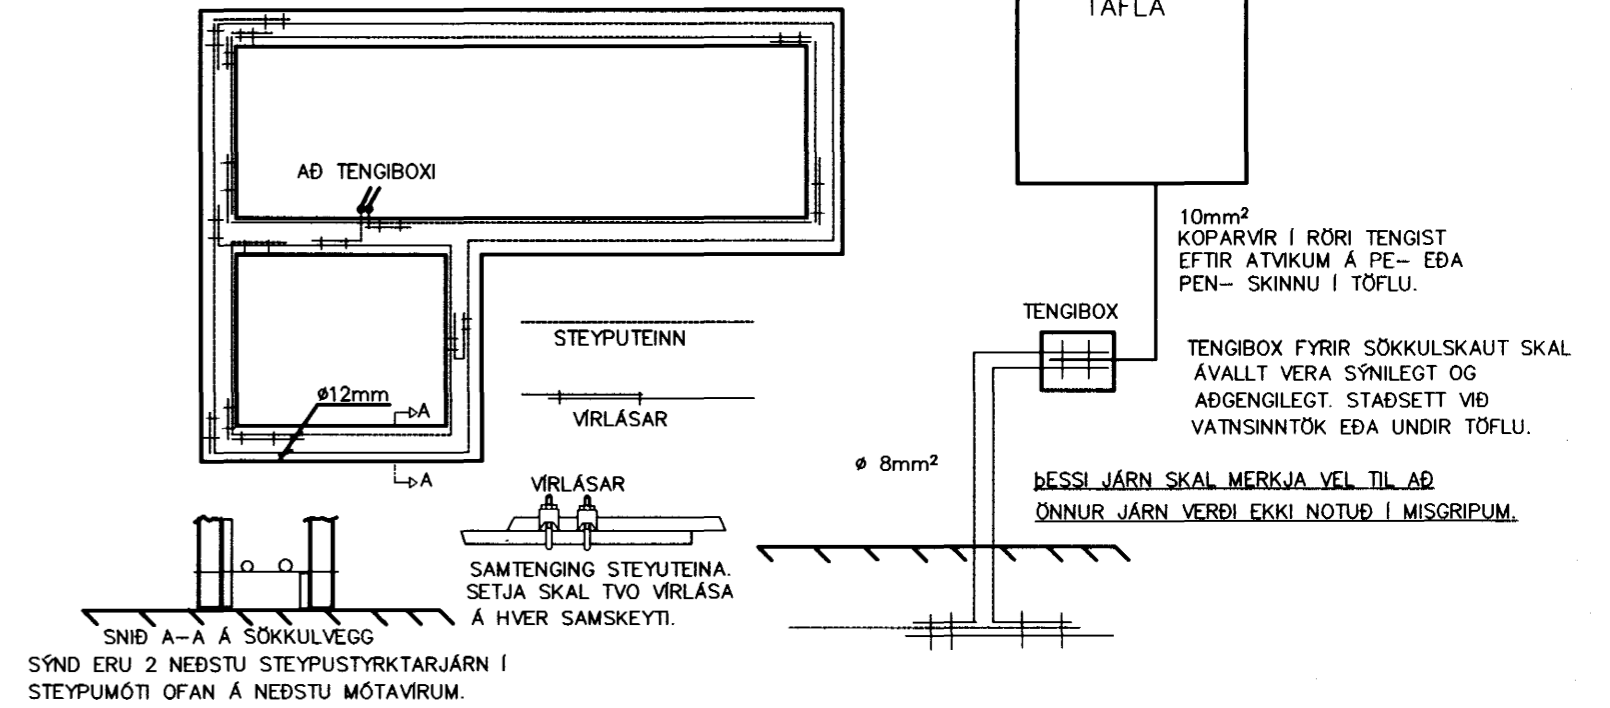 TAFLA
AÐ TENGIBOXI
10mm²
KOPARVÍR Í RÖRI TENGIST
EFTIR ATVIKUM Á PE- EÐA
PEN- SKINNU Í TÖFLU.
TENGIBOX
STEYPUTEINN
TENGIBOX FYRIR SÖKKULSKAUT SKAL
ÁVALLT VERA SÝNILEGT OG
AÐGENGILEGT. STAÐSETT VIÐ
VATNSINNTÖK EÐA UNDIR TÖFLU.
ø12mm
A
VÍRLÁSAR
A
ø 8mm²
ÞESSI JÁRN SKAL MERKJA VEL TIL AÐ
ÖNNUR JÁRN VERÐI EKKI NOTUÐ Í MISGRIPUM.
VÍRLÁSAR
SAMTENGING STEYUTEINA.
SETJA SKAL TVO VÍRLÁSA
Á HVER SAMSKEYTI.
SNIÐ A-A Á SÖKKULVEGG
SÝND ERU 2 NEÐSTU STEYPUSTYRKTARJÁRN Í
STEYPUMÓTI OFAN Á NEÐSTU MÓTAVÍRUM.